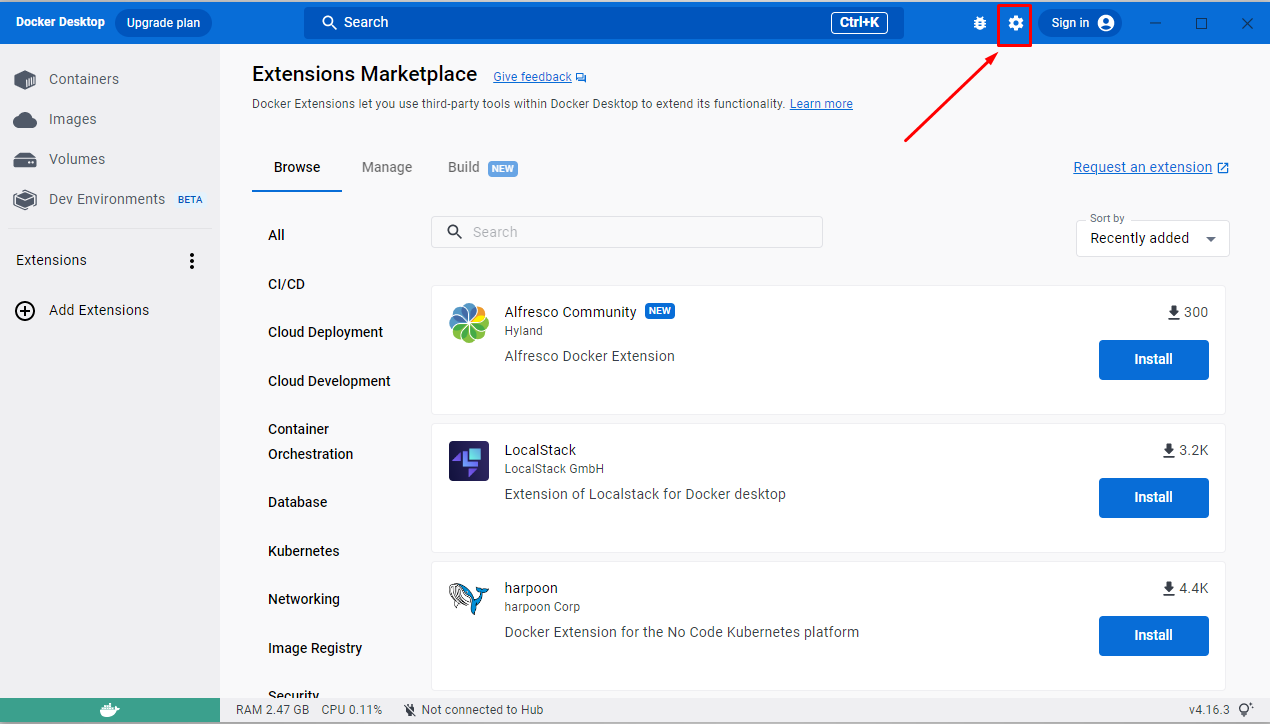 Docker Desktop
Upgrade plan
Search
Ctrl+K
Sign in
Containers
Images
Volumes
Dev Environments BETA
Extensions
Add Extensions
Extensions Marketplace
Give feedback
Docker Extensions let you use third-party tools within Docker Desktop to extend its functionality. Learn more
Browse
Manage
Build NEW
Request an extension
All
CI/CD
Cloud Deployment
Cloud Development
Container
Orchestration
Database
Kubernetes
Networking
Image Registry
Security
Search
Sort by
Recently added
Alfresco Community NEW
Hyland
Alfresco Docker Extension
300
Install
LocalStack
LocalStack GmbH
Extension of Localstack for Docker desktop
3.2K
Install
harpoon
harpoon Corp
Docker Extension for the No Code Kubernetes platform
4.4K
Install
RAM 2.47 GB CPU 0.11% Not connected to Hub
v4.16.3